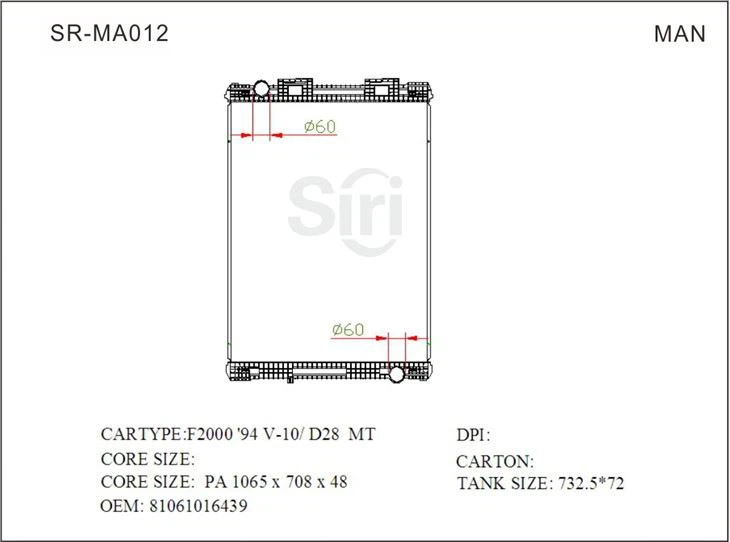 SR-MA012
MAN
Ø60
Siri
Ø60
CARTYPE:F2000 '94 V-10/ D28 MT
DPI:
CORE SIZE:
CARTON:
CORE SIZE: PA 1065 x 708 x 48
TANK SIZE: 732.5*72
OEM: 81061016439